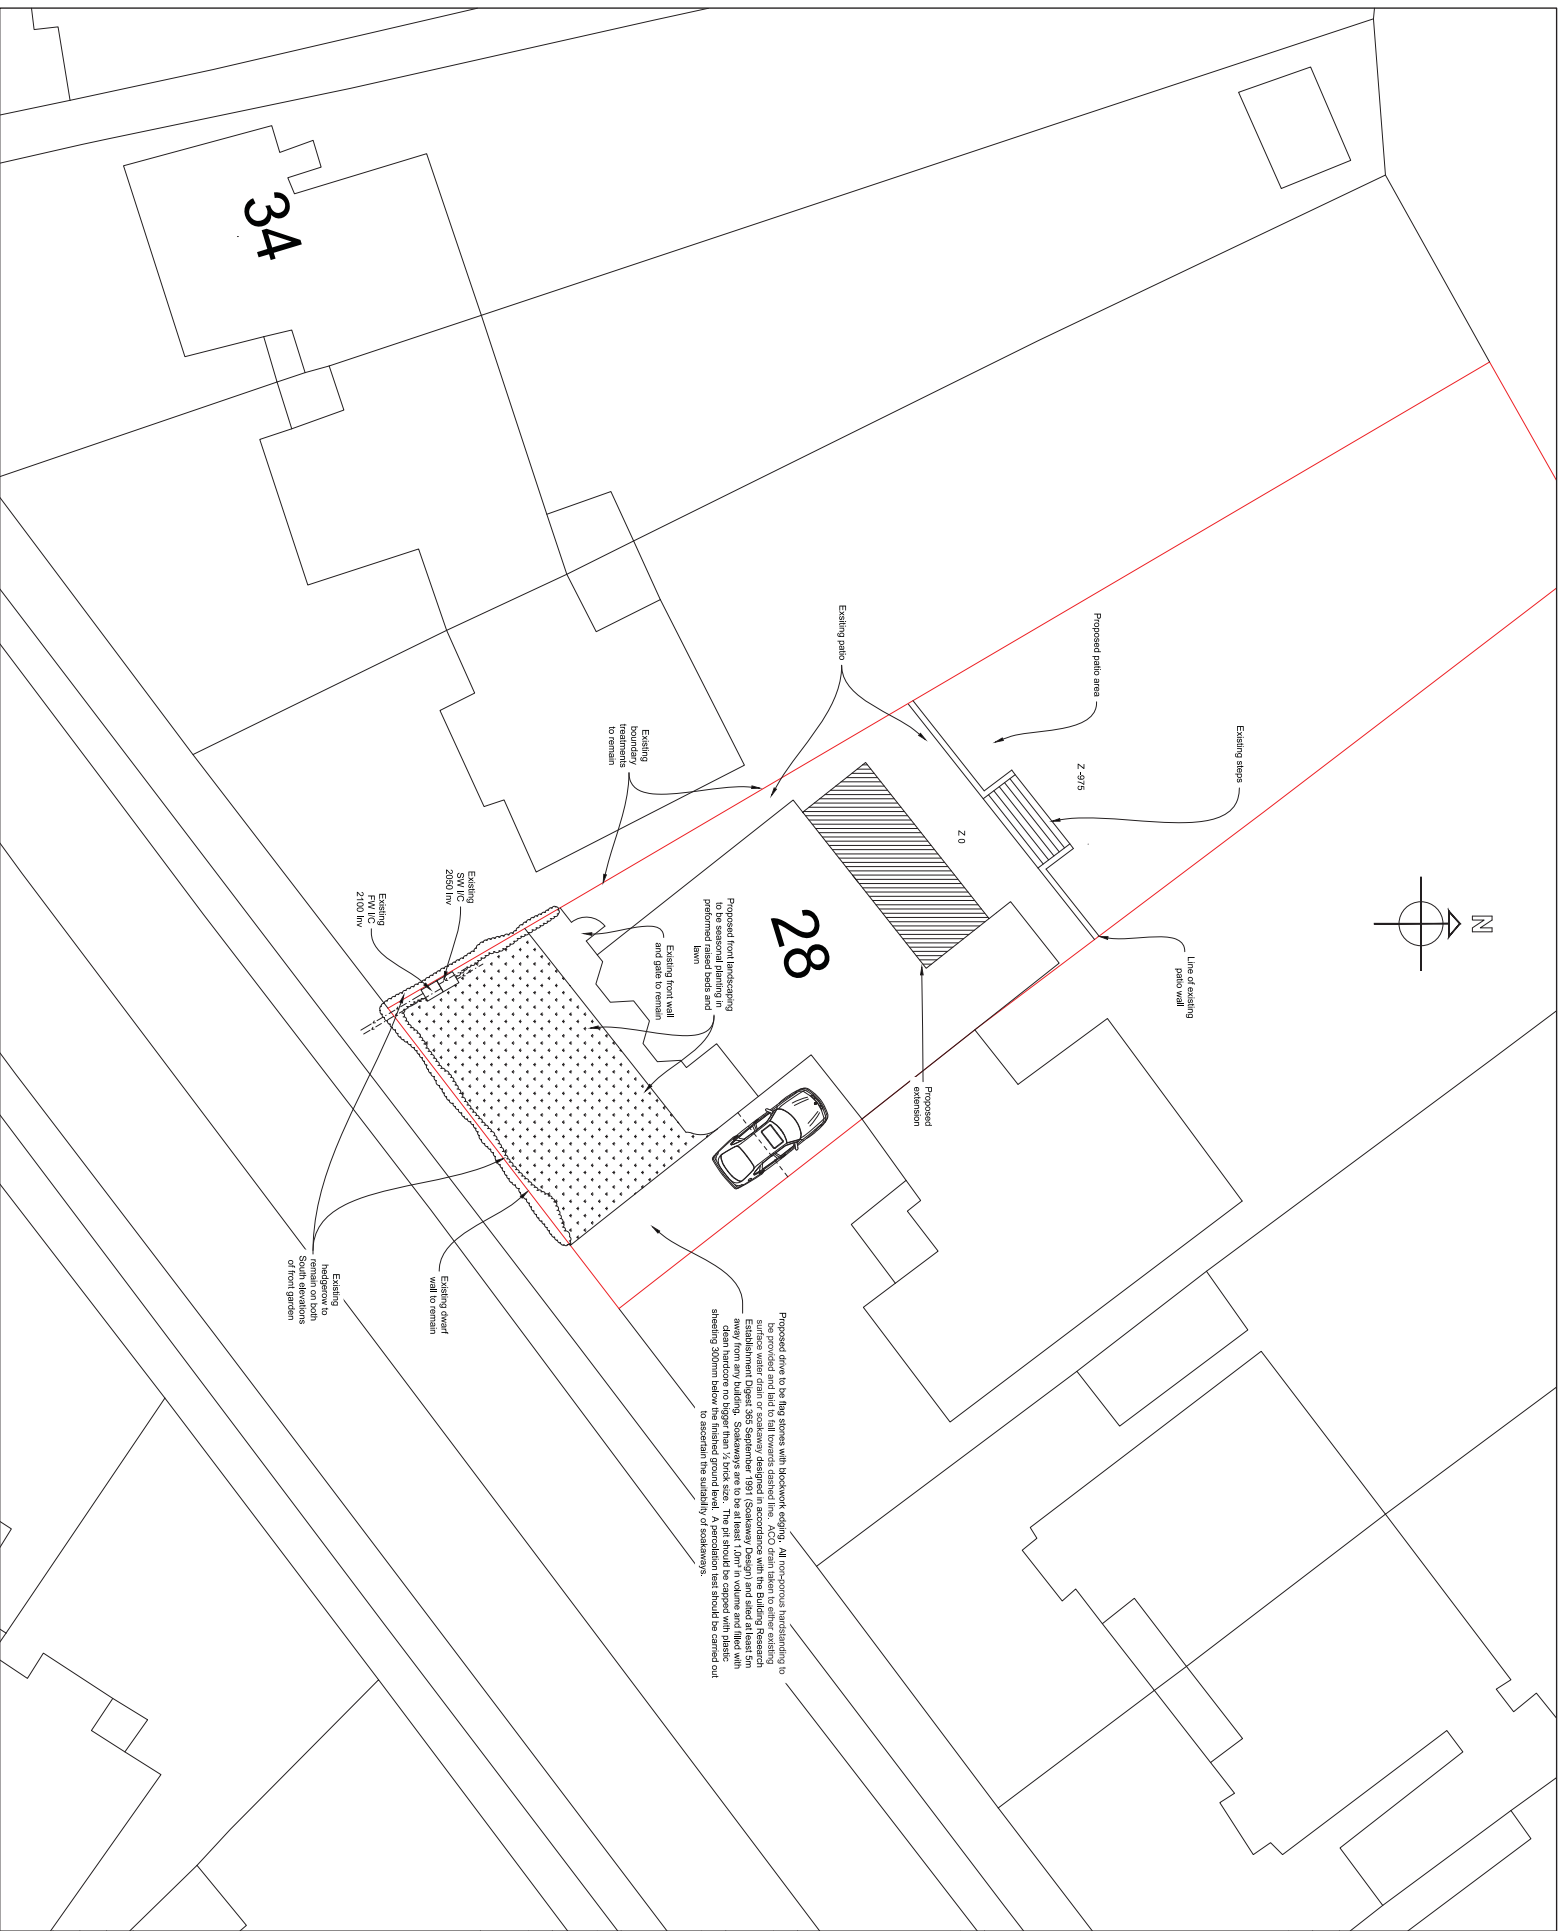 34
28
N
Existing steps
Line of existing
patio wall
Proposed patio area
Z -975
Exsiting patio
Z 0
Proposed
extension
Existing
boundary
treatments
to remain
Proposed front landscaping
to be seasonal planting in
preformed raised beds and
lawn
Existing front wall
and gate to remain
Existing
SW I/C
2050 Inv
Existing
FW I/C
2100 Inv
Proposed drive to be flag stones with blockwork edging. All non-porous hardstanding to
be provided and laid to fall towards dashed line. ACO drain taken to either existing
surface water drain or soakaway designed in accordance with the Building Research
Establishment Digest 365 September 1991 (Soakaway Design) and sited at least 5m
away from any building. Soakaways are to be at least 1.0m³ in volume and filled with
clean hardcore no bigger than ½ brick size. The pit should be capped with plastic
sheeting 300mm below the finished ground level. A percolation test should be carried out
to ascertain the suitability of soakaways.
Existing dwarf
wall to remain
Existing
hedgerow to
remain on both
South elevations
of front garden